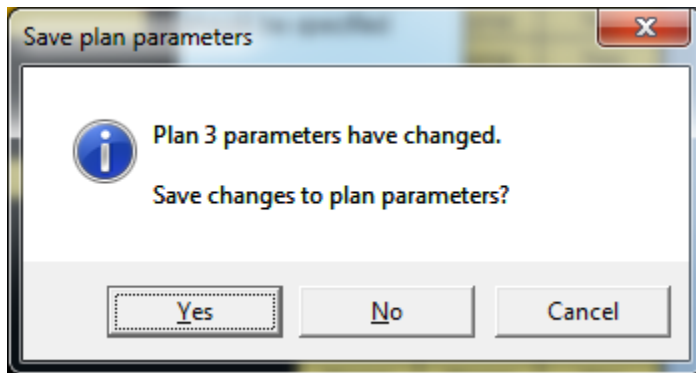 Save plan parameters
Plan 3 parameters have changed.
Save changes to plan parameters?
Yes
No
Cancel